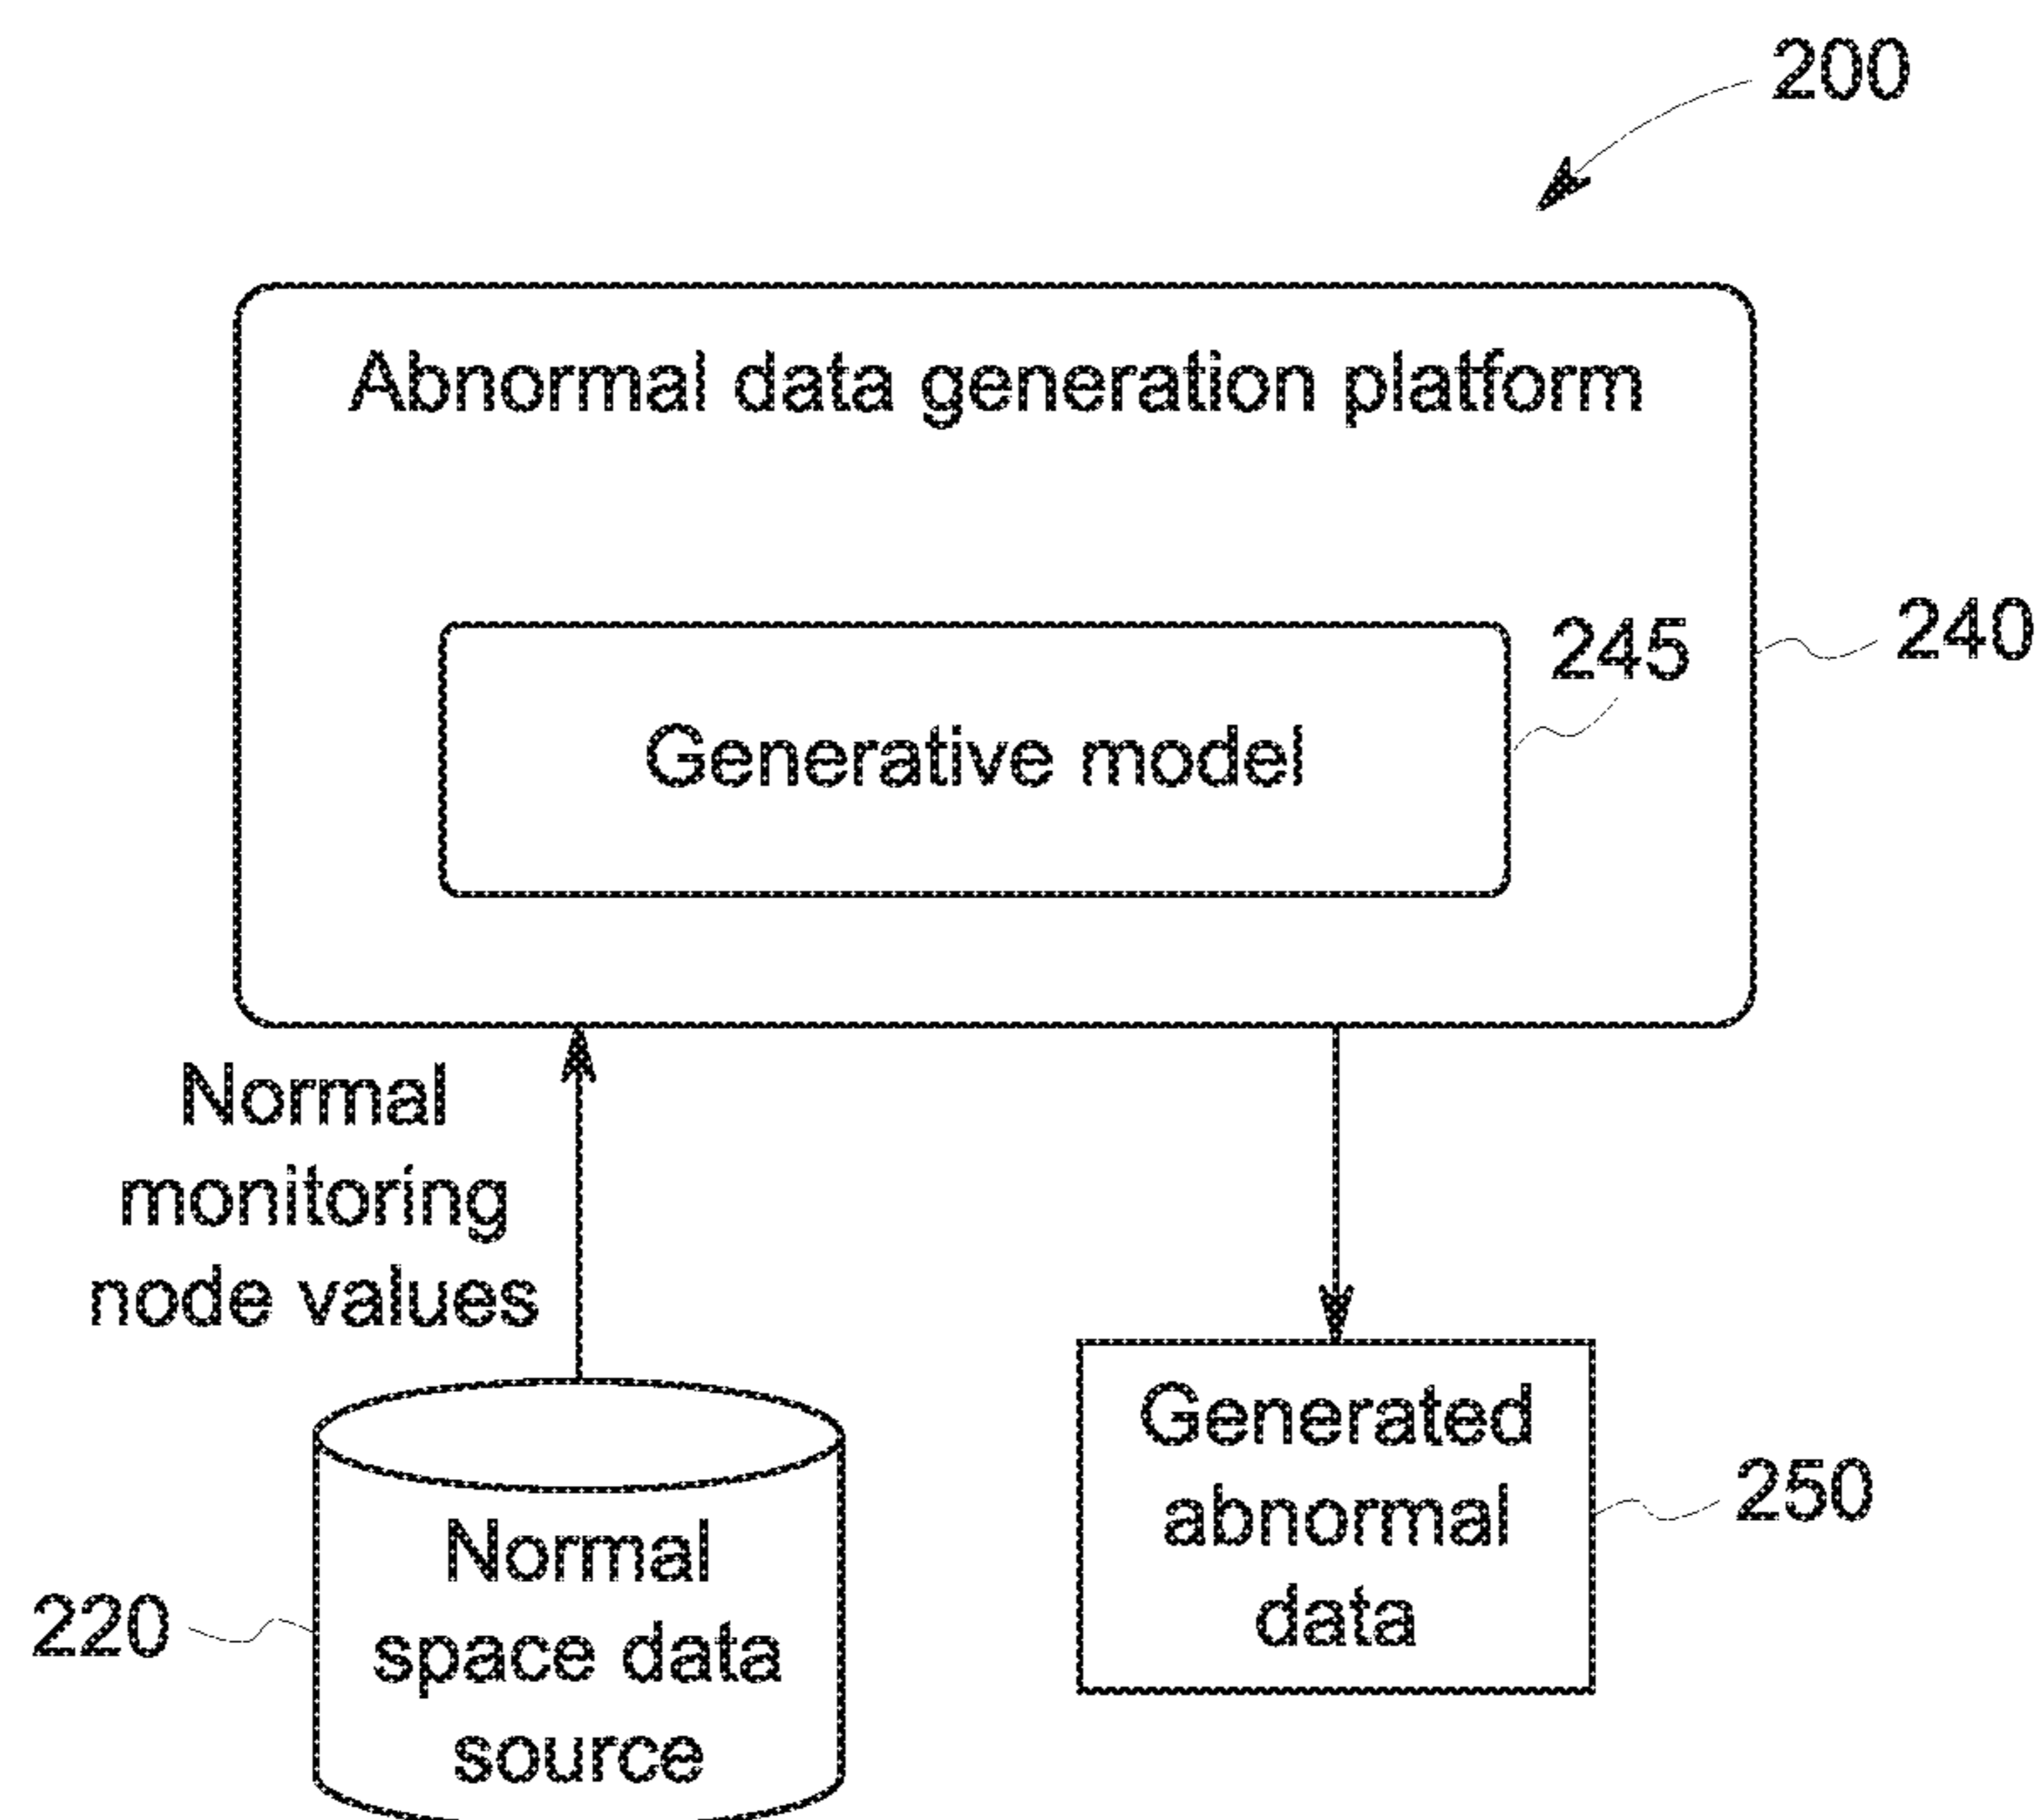 200
Abnormal data generation platform
240
245
Generative model
Normal
monitoring
node values
Generated
abnormal
data
250
220
Normal
space data
source